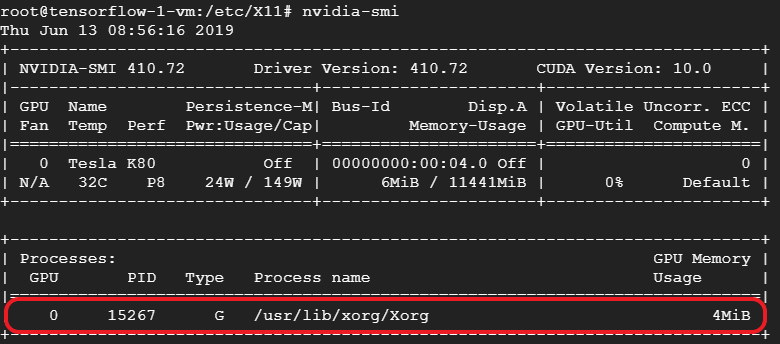 root@tensorflow-1-vm:/etc/X11# nvidia-smi
Thu Jun 13 08:56:16 2019
+-----------------------------------------------------------------------------+
| NVIDIA-SMI 410.72       Driver Version: 410.72       CUDA Version: 10.0     |
|-------------------------------+----------------------+----------------------+
| GPU  Name        Persistence-M| Bus-Id        Disp.A | Volatile Uncorr. ECC |
| Fan  Temp  Perf  Pwr:Usage/Cap|         Memory-Usage | GPU-Util  Compute M. |
|===============================+======================+======================|
|   0  Tesla K80           Off  | 00000000:00:04.0 Off |                    0 |
| N/A   32C    P8    24W / 149W |      6MiB / 11441MiB |      0%      Default |
+-------------------------------+----------------------+----------------------+
+-----------------------------------------------------------------------------+
| Processes:                                                       GPU Memory |
|  GPU       PID   Type   Process name                             Usage      |
|=============================================================================|
|    0     15267      G   /usr/lib/xorg/Xorg                             4MiB |
+-----------------------------------------------------------------------------+